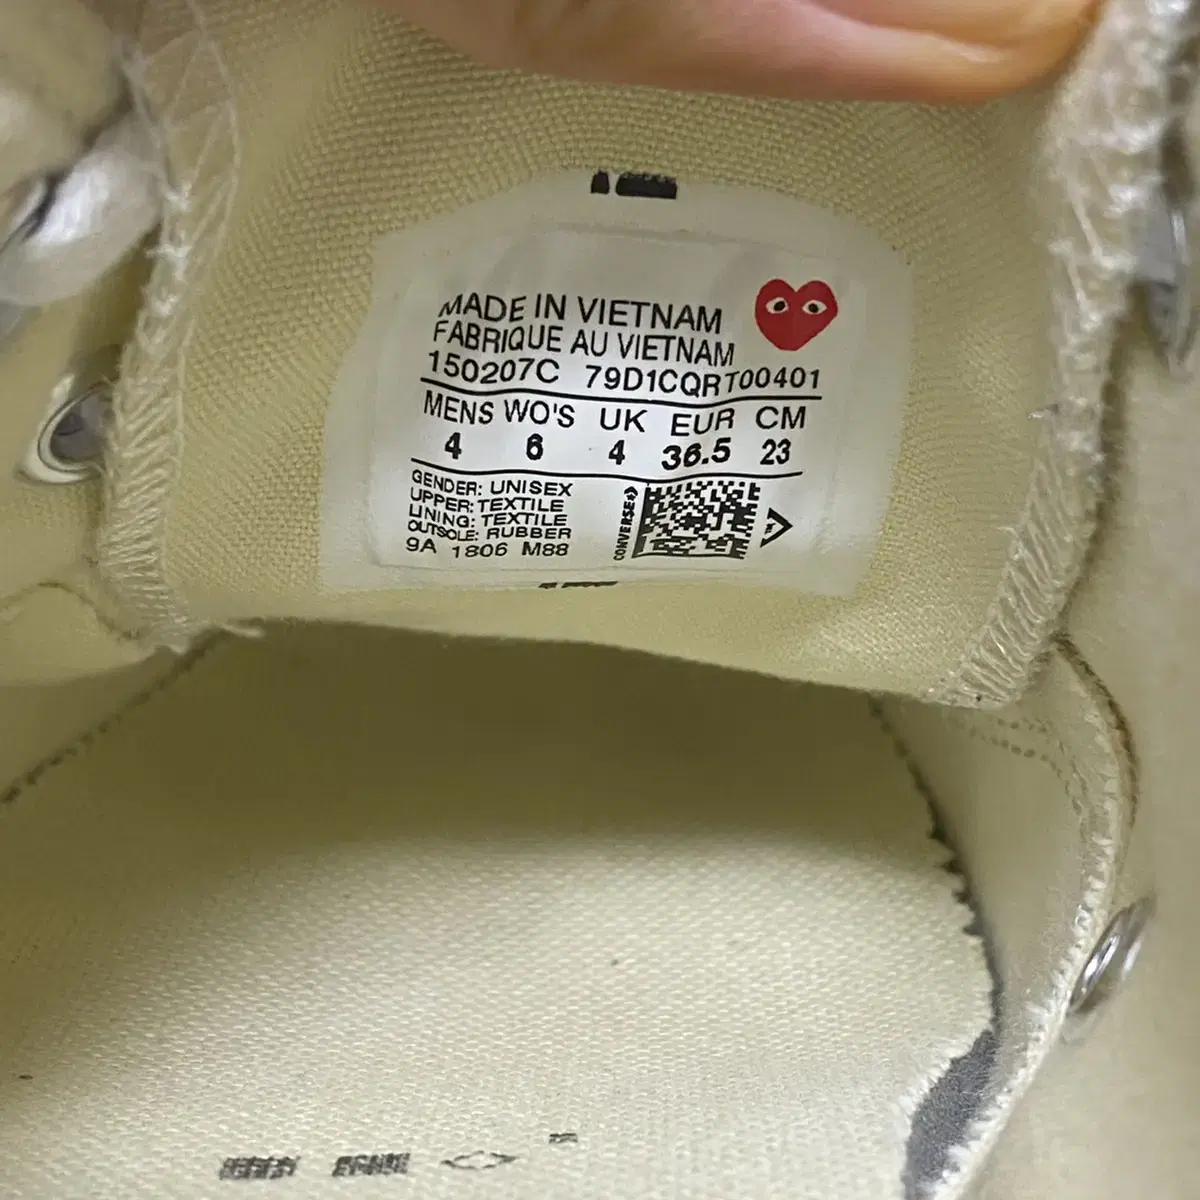 MADE IN VIETNAM
FABRIQUE AU VIETNAM
150207C 79D1CQRT00401
MENS WO'S UK EUR CM
4 6 4 36.5 23
GENDER: UNISEX
UPPER: TEXTILE
LINING: TEXTILE
OUTSOLE: RUBBER
9A 1806 M88
CONVERSE